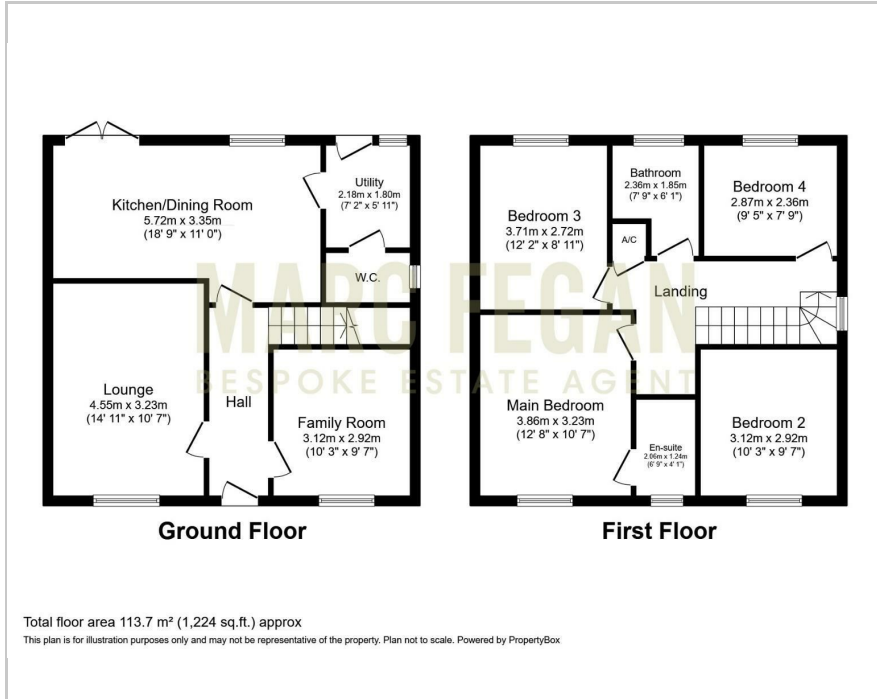 Kitchen/Dining Room
5.72m x 3.35m
(18' 9" x 11' 0")
Utility
2.18m x 1.80m
(7' 2" x 5' 11")
W.C.
Lounge
4.55m x 3.23m
(14' 11" x 10' 7")
Hall
Family Room
3.12m x 2.92m
(10' 3" x 9' 7")
Ground Floor
Bedroom 3
3.71m x 2.72m
(12' 2" x 8' 11")
Bathroom
2.36m x 1.85m
(7' 9" x 6' 1")
A/C
Bedroom 4
2.87m x 2.36m
(9' 5" x 7' 9")
Landing
Main Bedroom
3.86m x 3.23m
(12' 8" x 10' 7")
En-suite
2.06m x 1.24m
(6' 9" x 4' 1")
Bedroom 2
3.12m x 2.92m
(10' 3" x 9' 7")
First Floor
MARC FEGAN
BESPOKE ESTATE AGENT
Total floor area 113.7 m² (1,224 sq.ft.) approx
This plan is for illustration purposes only and may not be representative of the property. Plan not to scale. Powered by PropertyBox